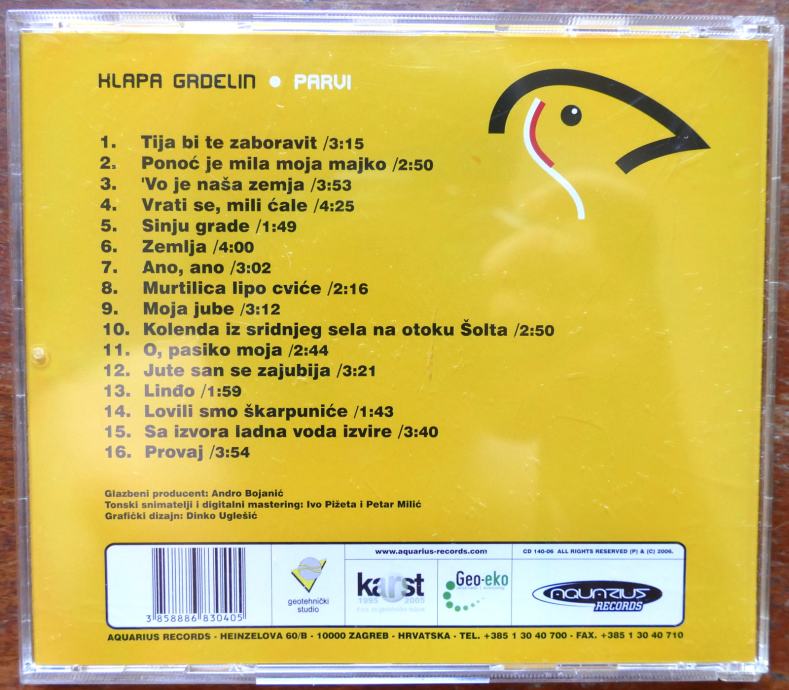 KLAPA GRDELIN • PARVI
1. Tija bi te zaboravit /3:15
2. Ponoć je mila moja majko /2:50
3. 'Vo je naša zemja /3:53
4. Vrati se, mili ćale /4:25
5. Sinju grade /1:49
6. Zemlja /4:00
7. Ano, ano /3:02
8. Murtilica lipo cviće /2:16
9. Moja jube /3:12
10. Kolenda iz sridnjeg sela na otoku Šolta /2:50
11. O, pasiko moja /2:44
12. Jute san se zajubija /3:21
13. Linđo /1:59
14. Lovili smo škarpuniće /1:43
15. Sa izvora ladna voda izvire /3:40
16. Provaj /3:54
Glazbeni producent: Andro Bojanić
Tonski snimatelji i digitalni mastering: Ivo Pižeta i Petar Milić
Grafički dizajn: Dinko Uglešić
3 858886 830405
geotehnički
studio
www.aquarius-records.com
karst
1995 2005
Geo-eko
CD 140-06 ALL RIGHTS RESERVED (P) & (C) 2006.
AQUARIUS
RECORDS
AQUARIUS RECORDS - HEINZELOVA 60/B - 10000 ZAGREB - HRVATSKA - TEL. +385 1 30 40 700 - FAX. +385 1 30 40 710